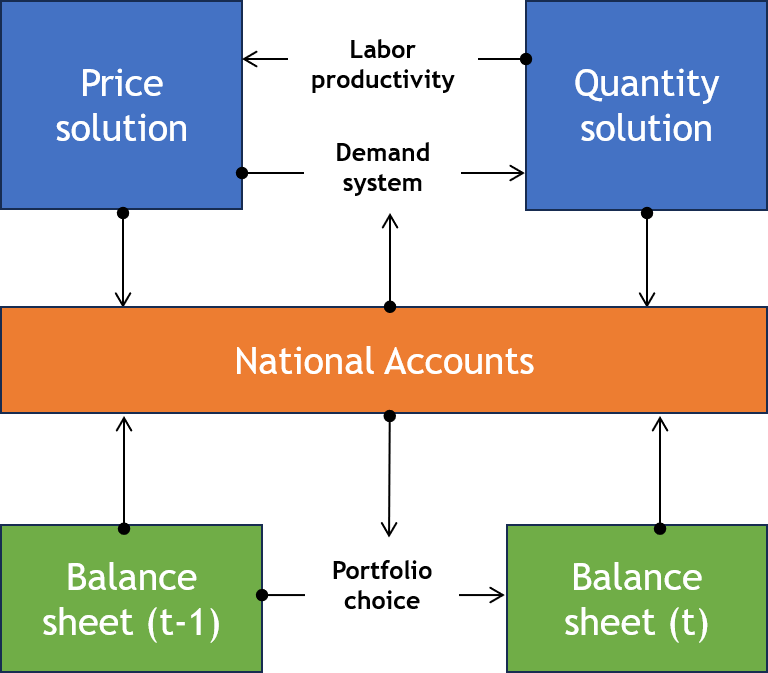 Price
solution
Labor
productivity
Quantity
solution
Demand
system
National Accounts
Balance
sheet (t-1)
Portfolio
choice
Balance
sheet (t)